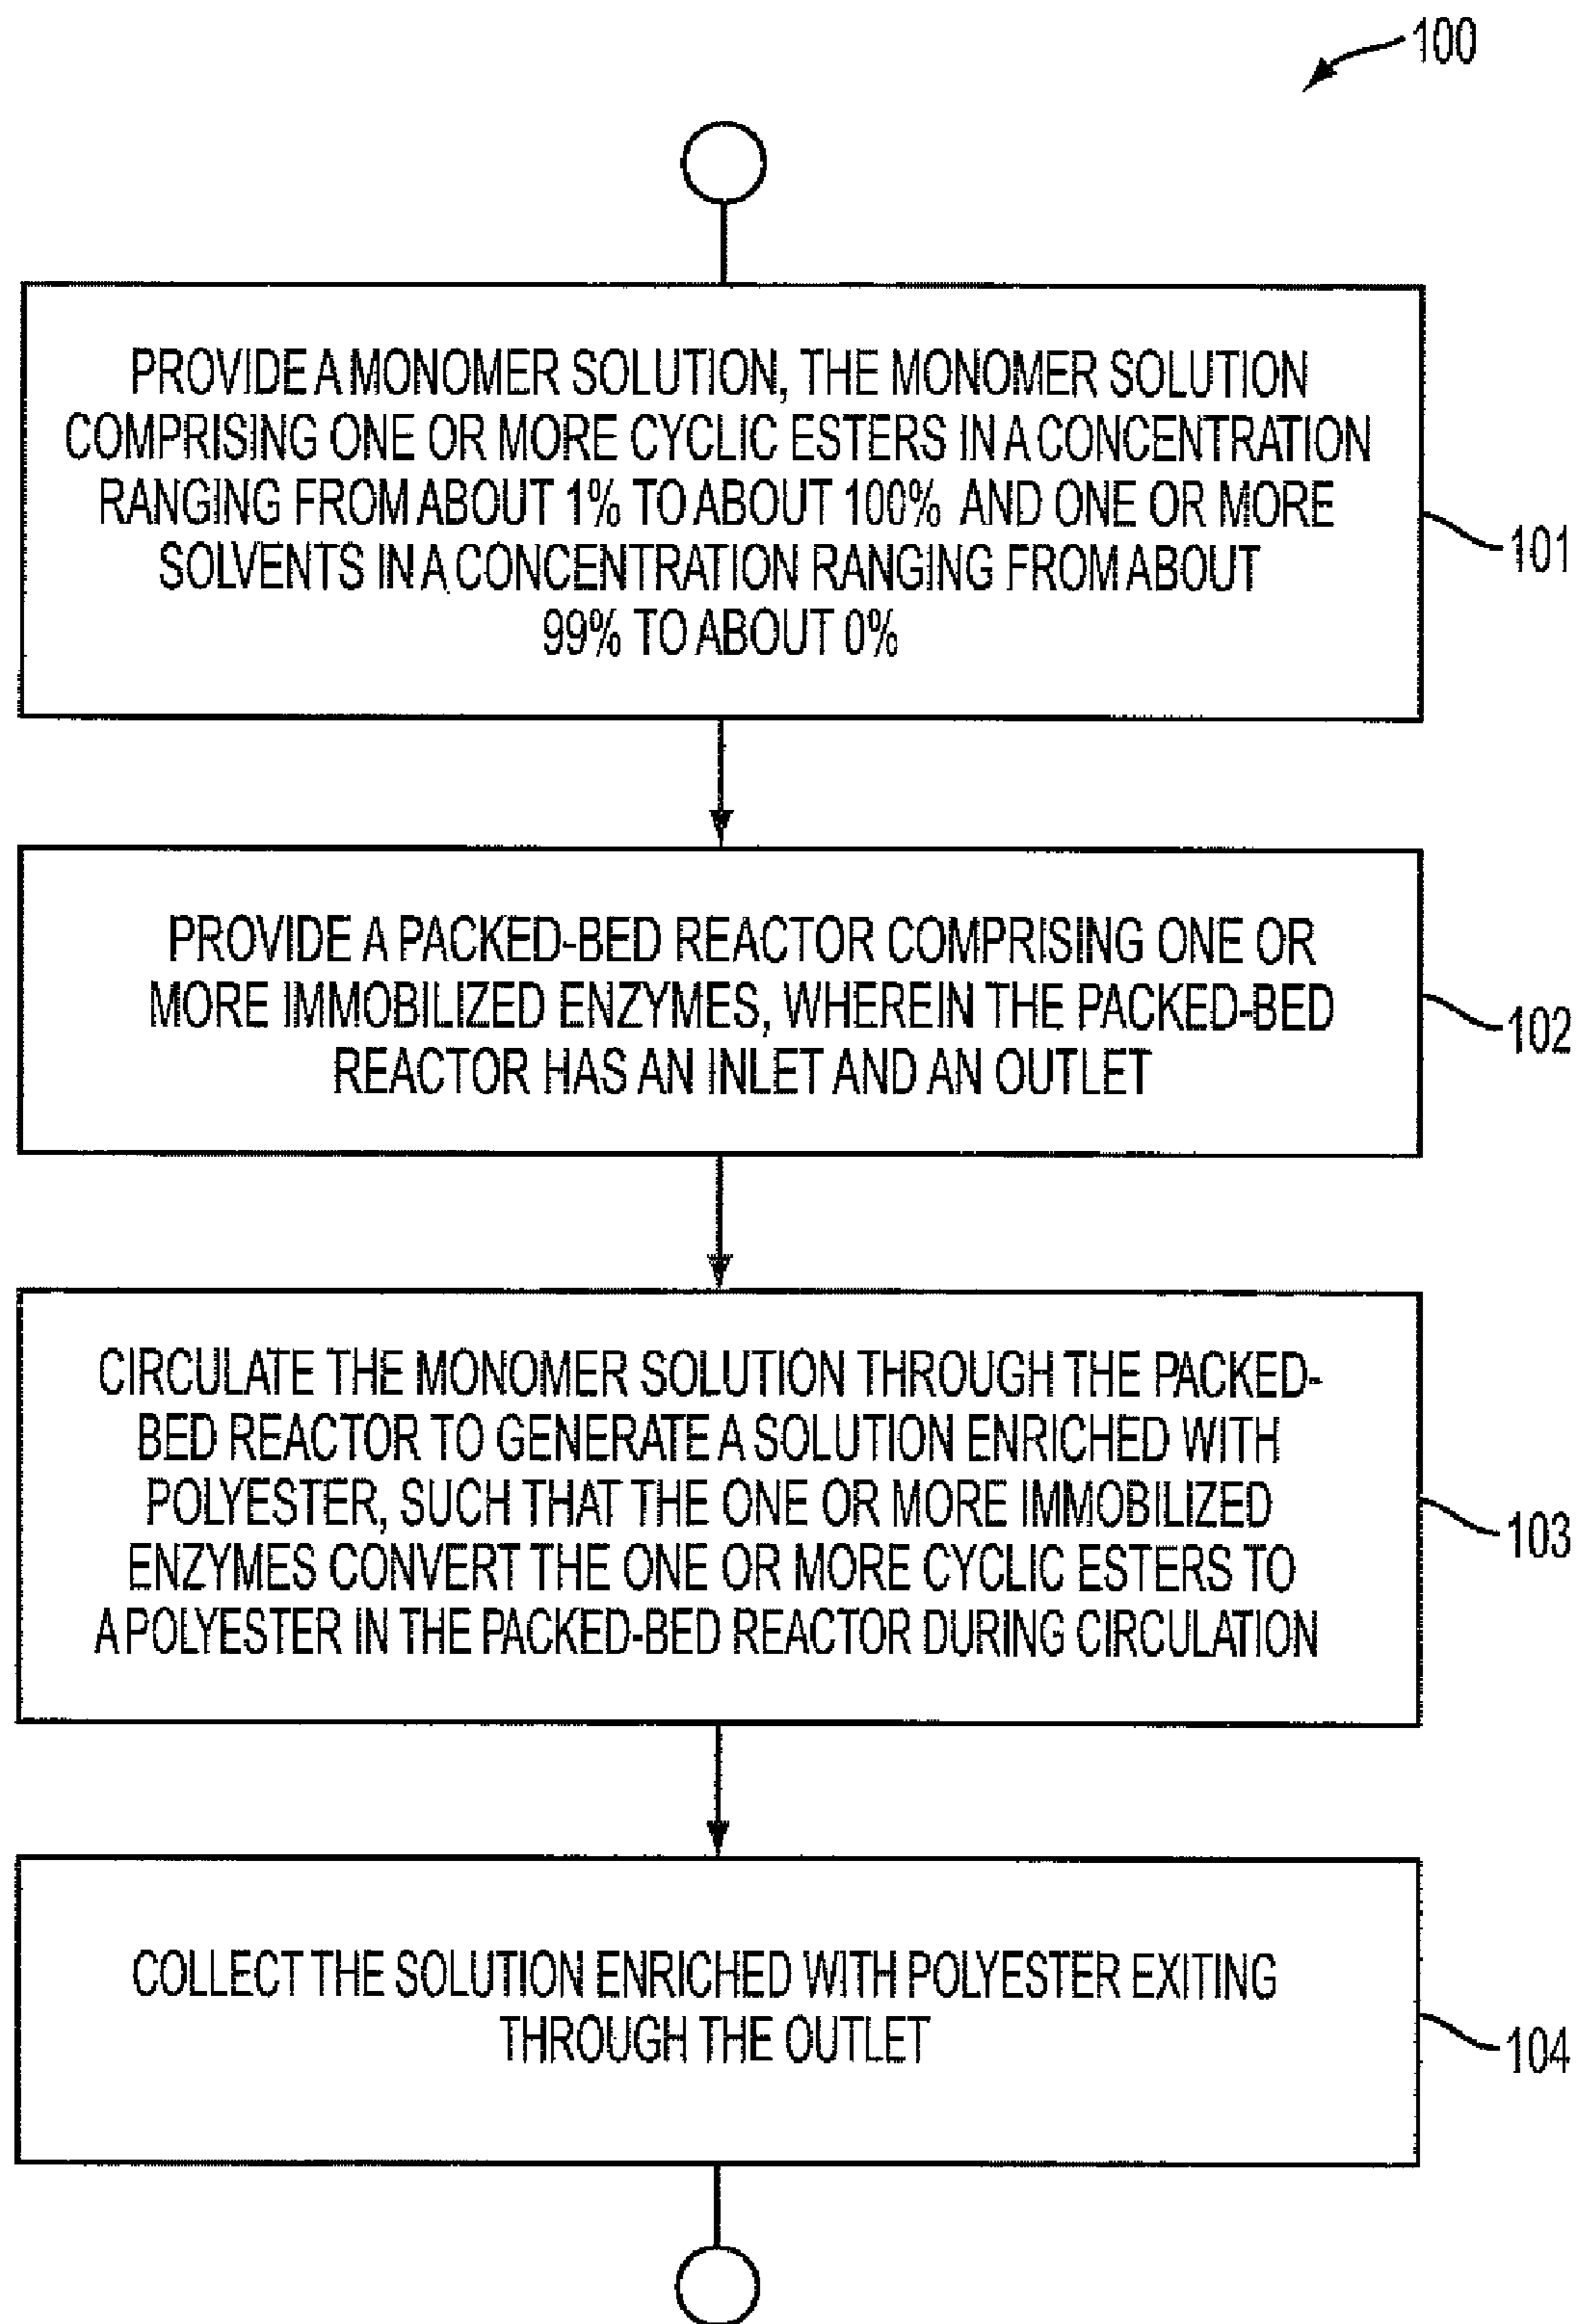 100
PROVIDE A MONOMER SOLUTION, THE MONOMER SOLUTION
COMPRISING ONE OR MORE CYCLIC ESTERS IN A CONCENTRATION
RANGING FROM ABOUT 1% TO ABOUT 100% AND ONE OR MORE
SOLVENTS IN A CONCENTRATION RANGING FROM ABOUT
99% TO ABOUT 0%
101
PROVIDE A PACKED-BED REACTOR COMPRISING ONE OR
MORE IMMOBILIZED ENZYMES, WHEREIN THE PACKED-BED
REACTOR HAS AN INLET AND AN OUTLET
102
CIRCULATE THE MONOMER SOLUTION THROUGH THE PACKED-
BED REACTOR TO GENERATE A SOLUTION ENRICHED WITH
POLYESTER, SUCH THAT THE ONE OR MORE IMMOBILIZED
ENZYMES CONVERT THE ONE OR MORE CYCLIC ESTERS TO
A POLYESTER IN THE PACKED-BED REACTOR DURING CIRCULATION
103
COLLECT THE SOLUTION ENRICHED WITH POLYESTER EXITING
THROUGH THE OUTLET
104